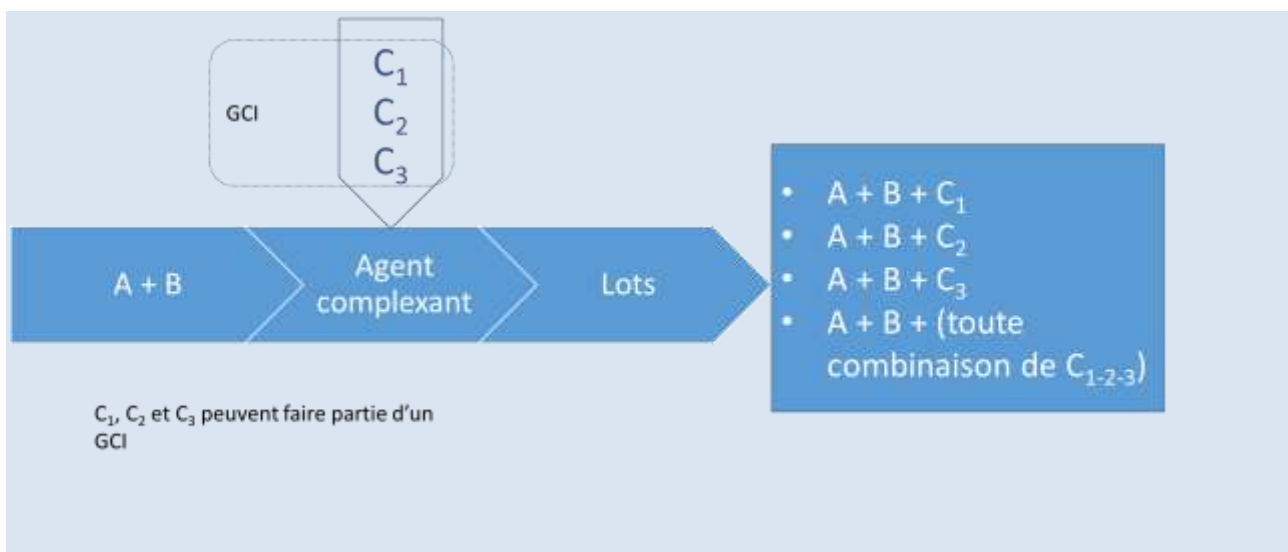 GCI
C₁
C₂
C₃
A + B
Agent
complexant
Lots
• A + B + C₁
• A + B + C₂
• A + B + C₃
• A + B + (toute
combinaison de C₁₋₂₋₃)
C₁, C₂ et C₃ peuvent faire partie d'un
GCI